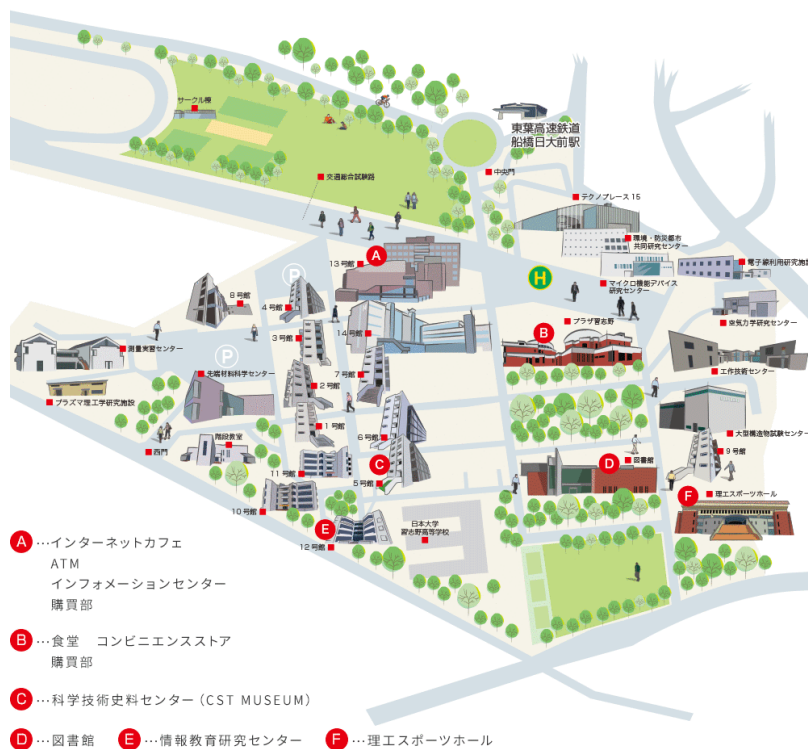 サークル棟
東葉高速鉄道
船橋日大前駅
中央門
交通総合試験路
テクノプレース15
環境・防災都市
共同研究センター
電子線利用研究施設
マイクロ機能デバイス
研究センター
13号館
A
P
H
8号館
4号館
空気力学研究センター
プラザ習志野
B
3号館
14号館
測量実習センター
P
工作技術センター
先端材料科学センター
7号館
2号館
プラズマ理工学研究施設
1号館
大型構造物試験センター
6号館
階段教室
西門
9号館
C
D
図書館
11号館
5号館
F
理工スポーツホール
10号館
E
12号館
日本大学
習志野高等学校
A…インターネットカフェ
ATM
インフォメーションセンター
購買部
B…食堂 コンビニエンスストア
購買部
C…科学技術史料センター（CST MUSEUM）
D…図書館 E…情報教育研究センター F…理工スポーツホール